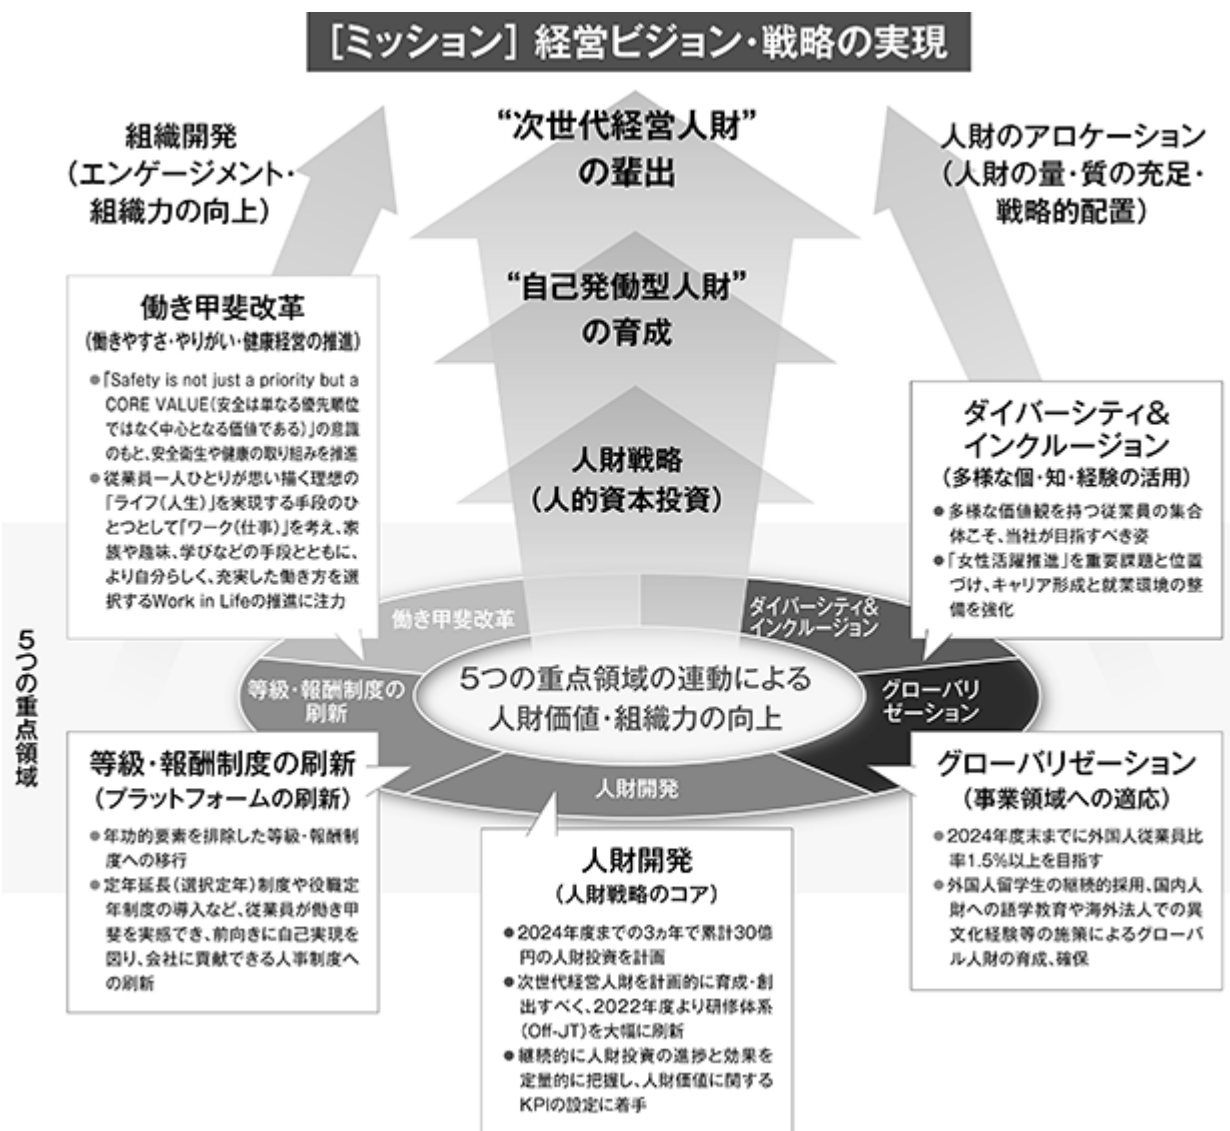 ［ミッション］経営ビジョン・戦略の実現
組織開発
（エンゲージメント・
組織力の向上）
“次世代経営人財”
の輩出
人財のアロケーション
（人財の量・質の充足・
戦略的配置）
“自己発働型人財”
の育成
人財戦略
（人的資本投資）
働き甲斐改革
（働きやすさ・やりがい・健康経営の推進）
●「Safety is not just a priority but a
CORE VALUE（安全は単なる優先順位
ではなく中心となる価値である）」の意識
のもと、安全衛生や健康の取り組みを推進
●従業員一人ひとりが思い描く理想の
「ライフ（人生）」を実現する手段のひ
とつとして「ワーク（仕事）」を考え、家
族や趣味、学びなどの手段とともに、
より自分らしく、充実した働き方を選
択するWork in Lifeの推進に注力
ダイバーシティ&
インクルージョン
（多様な個・知・経験の活用）
●多様な価値観を持つ従業員の集合
体こそ、当社が目指すべき姿
●「女性活躍推進」を重要課題と位置
づけ、キャリア形成と就業環境の整
備を強化
5つの重点領域
働き甲斐改革
ダイバーシティ&
インクルージョン
等級・報酬制度の
刷新
5つの重点領域の連動による
人財価値・組織力の向上
グローバリ
ゼーション
人財開発
等級・報酬制度の刷新
（プラットフォームの刷新）
●年功的要素を排除した等級・報酬制
度への移行
●定年延長（選択定年）制度や役職定
年制度の導入など、従業員が働き甲
斐を実感でき、前向きに自己実現を
図り、会社に貢献できる人事制度へ
の刷新
人財開発
（人財戦略のコア）
●2024年度までの3ヵ年で累計30億
円の人財投資を計画
●次世代経営人財を計画的に育成・創
出すべく、2022年度より研修体系
（Off-JT）を大幅に刷新
●継続的に人財投資の進捗と効果を
定量的に把握し、人財価値に関する
KPIの設定に着手
グローバリゼーション
（事業領域への適応）
●2024年度末までに外国人従業員比
率1.5%以上を目指す
●外国人留学生の継続的採用、国内人
財への語学教育や海外法人での異
文化経験等の施策によるグローバ
ル人財の育成、確保